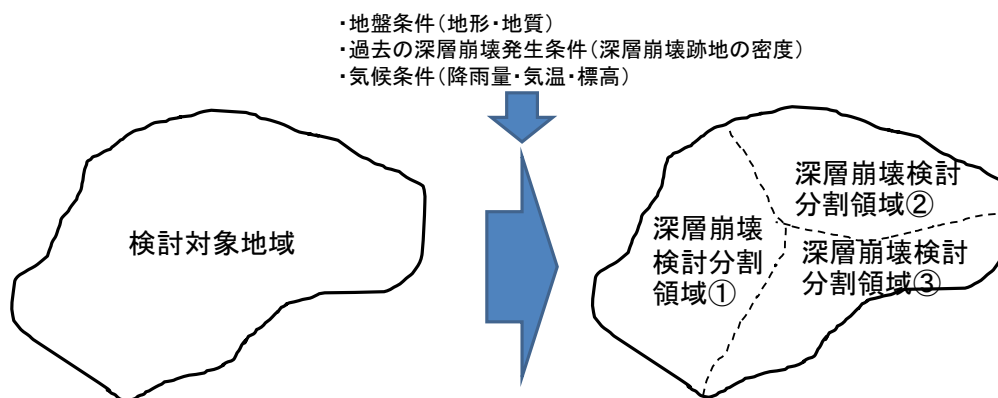 ・地盤条件(地形・地質)
・過去の深層崩壊発生条件(深層崩壊跡地の密度)
・気候条件(降雨量・気温・標高)
検討対象地域
深層崩壊
検討分割
領域①
深層崩壊検討
分割領域②
深層崩壊検討
分割領域③